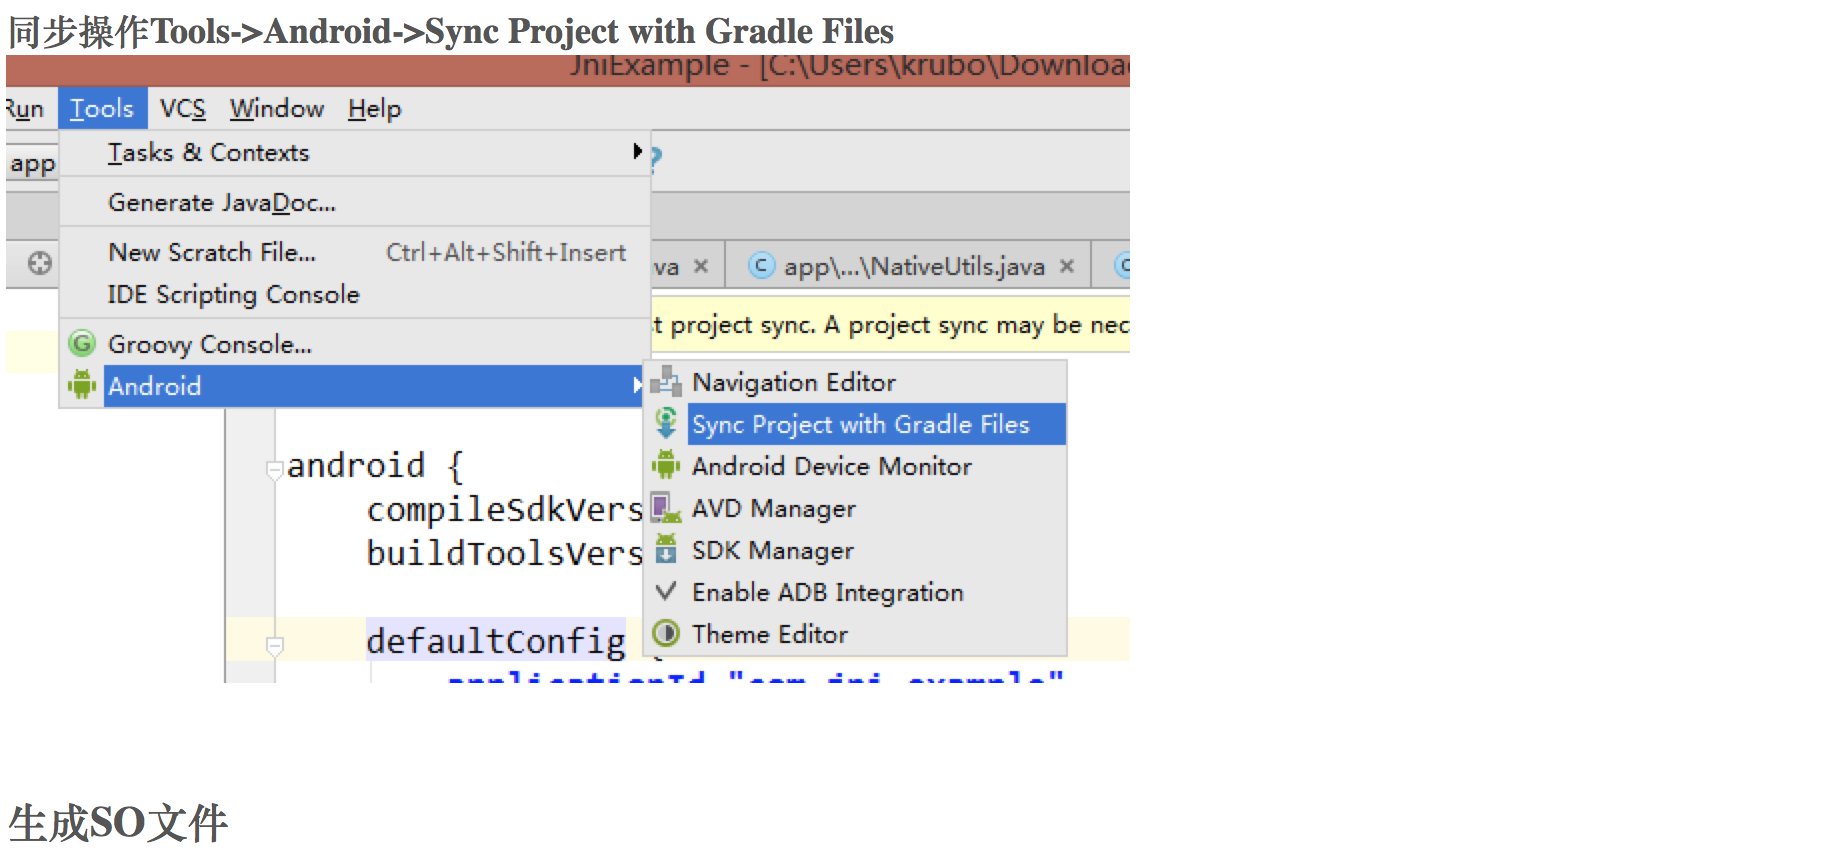 同步操作Tools->Android->Sync Project with Gradle Files
JniExample - [C:\Users\krubo\Downloa
Run Tools VCS Window Help
Tasks & Contexts
app
Generate JavaDoc...
New Scratch File... Ctrl+Alt+Shift+Insert
va app\...\NativeUtils.java
IDE Scripting Console
t project sync. A project sync may be nec
Groovy Console...
Android
Navigation Editor
Sync Project with Gradle Files
Android Device Monitor
AVD Manager
SDK Manager
Enable ADB Integration
Theme Editor
android {
compileSdkVers
buildToolsVers
defaultConfig {
applicationId "com.jni.example"
生成SO文件